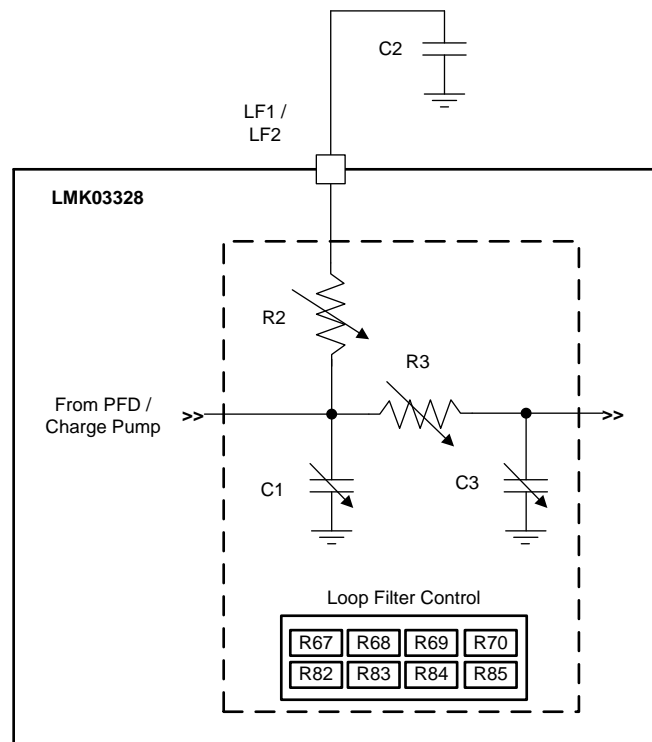 C2
LF1 /
LF2
LMK03328
R2
R3
From PFD /
Charge Pump
>>
>>
C1
C3
Loop Filter Control
R67 R68 R69 R70
R82 R83 R84 R85